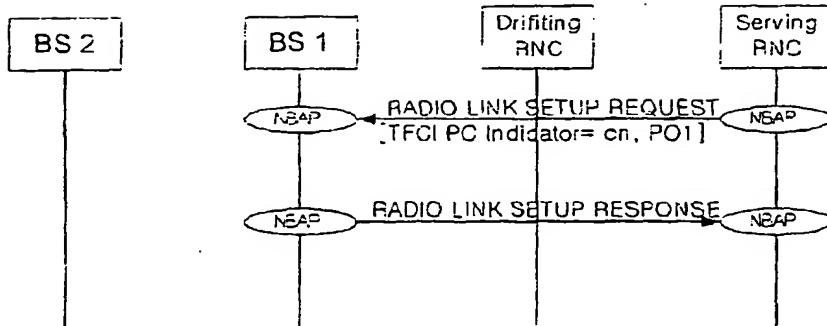 BS 2
BS 1
Drifiting
RNC
Serving
RNC
NBAP
RADIO LINK SETUP REQUEST
NBAP
[TFCI PC Indicator= on, PO1]
NBAP
RADIO LINK SETUP RESPONSE
NBAP